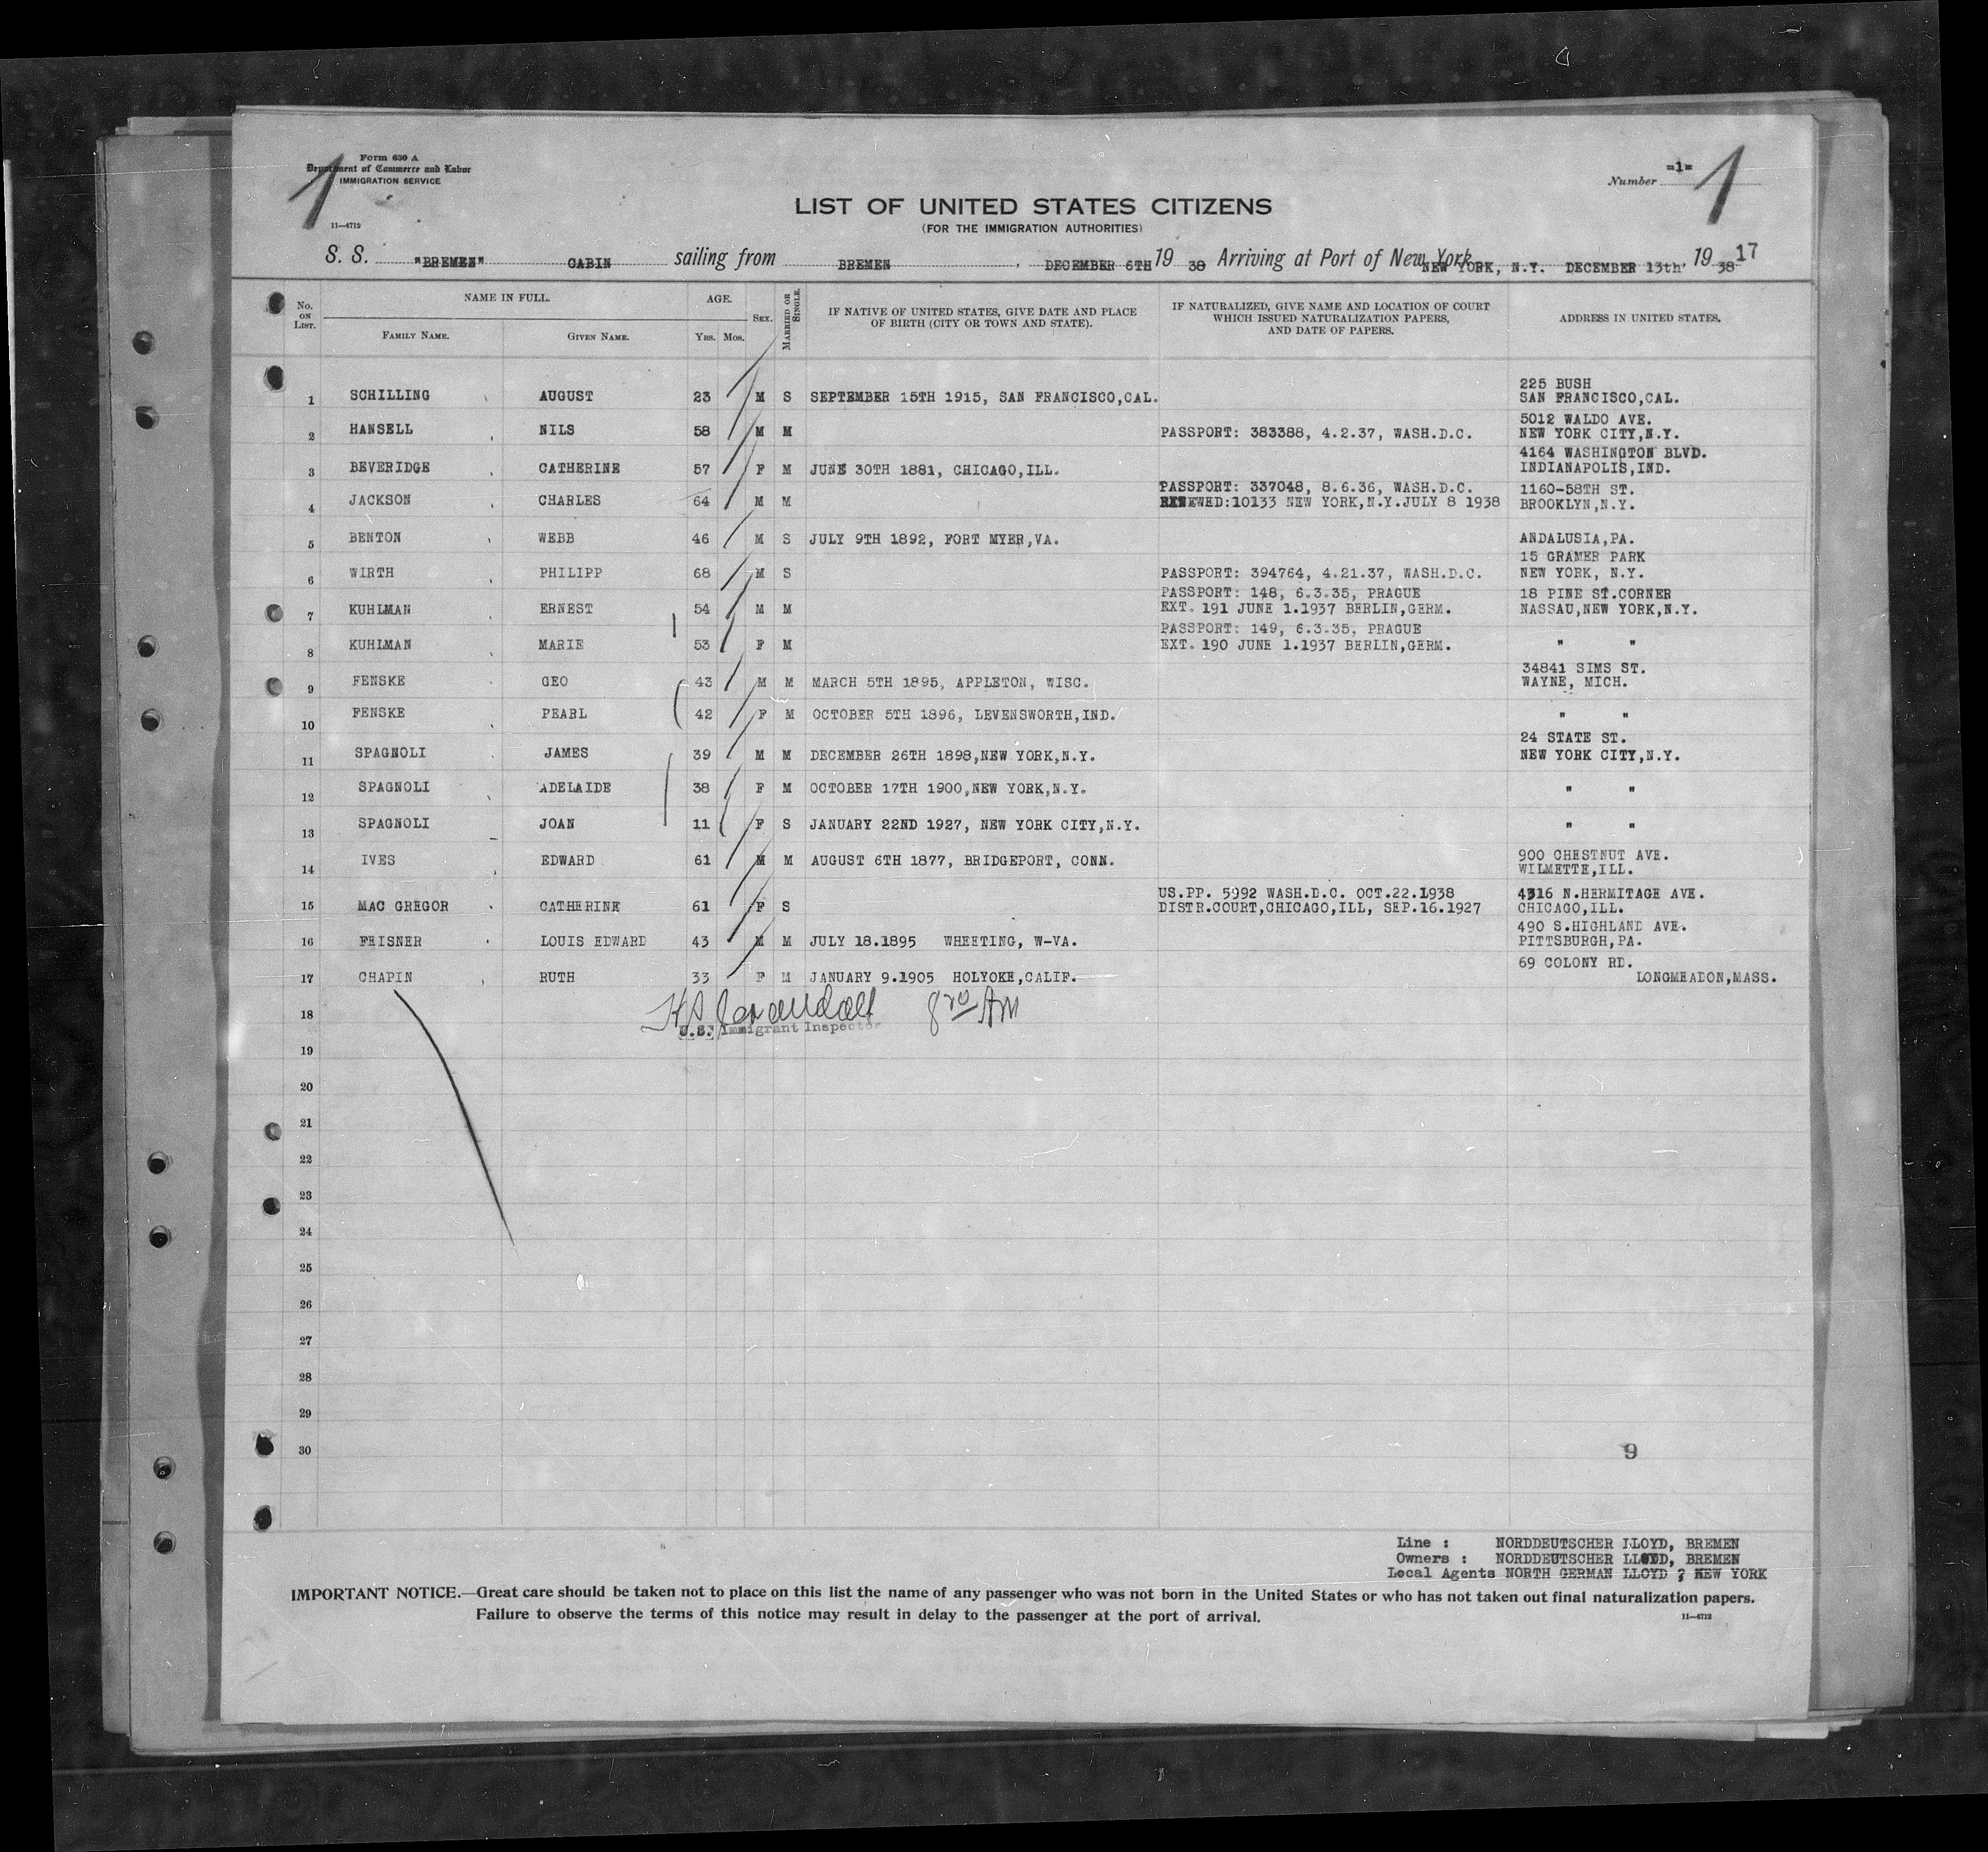 Form 630 A
Department of Commerce and Labor
IMMIGRATION SERVICE
11—4719
1
Number -1-
1
LIST OF UNITED STATES CITIZENS
(FOR THE IMMIGRATION AUTHORITIES)
S. S. "BREMEN" CABIN sailing from BREMEN, DECEMBER 6TH 19 38 Arriving at Port of New York NEW YORK, N.Y. DECEMBER 13th, 19 38 17
No. ON LIST. NAME IN FULL. AGE. SEX. MARRIED OR SINGLE. IF NATIVE OF UNITED STATES, GIVE DATE AND PLACE OF BIRTH (CITY OR TOWN AND STATE). IF NATURALIZED, GIVE NAME AND LOCATION OF COURT WHICH ISSUED NATURALIZATION PAPERS, AND DATE OF PAPERS. ADDRESS IN UNITED STATES.
FAMILY NAME. GIVEN NAME. YRS. MOS.
1 SCHILLING, AUGUST 23 M S SEPTEMBER 15TH 1915, SAN FRANCISCO,CAL. 225 BUSH SAN FRANCISCO,CAL.
2 HANSELL, NILS 58 M M PASSPORT: 383388, 4.2.37, WASH.D.C. 5012 WALDO AVE. NEW YORK CITY,N.Y.
3 BEVERIDGE, CATHERINE 57 F M JUNE 30TH 1881, CHICAGO,ILL. 4164 WASHINGTON BLVD. INDIANAPOLIS,IND.
4 JACKSON, CHARLES 64 M M PASSPORT: 337048, 8.6.36, WASH.D.C. RENEWED:10133 NEW YORK,N.Y.JULY 8 1938 1160-58TH ST. BROOKLYN,N.Y.
5 BENTON, WEBB 46 M S JULY 9TH 1892, FORT MYER,VA. ANDALUSIA,PA.
6 WIRTH, PHILIPP 68 M S PASSPORT: 394764, 4.21.37, WASH.D.C. 15 GRAMER PARK NEW YORK, N.Y.
7 KUHLMAN, ERNEST 54 M M PASSPORT: 148, 6.3.35, PRAGUE EXT. 191 JUNE 1.1937 BERLIN,GERM. 18 PINE ST.CORNER NASSAU,NEW YORK,N.Y.
8 KUHLMAN, MARIE 53 F M PASSPORT: 149, 6.3.35, PRAGUE EXT. 190 JUNE 1.1937 BERLIN,GERM. " "
9 FENSKE, GEO 43 M M MARCH 5TH 1895, APPLETON, WISC. 34841 SIMS ST. WAYNE, MICH.
10 FENSKE, PEARL 42 F M OCTOBER 5TH 1896, LEVENSWORTH,IND. " "
11 SPAGNOLI, JAMES 39 M M DECEMBER 26TH 1898,NEW YORK,N.Y. 24 STATE ST. NEW YORK CITY,N.Y.
12 SPAGNOLI, ADELAIDE 38 F M OCTOBER 17TH 1900,NEW YORK,N.Y. " "
13 SPAGNOLI JOAN 11 F S JANUARY 22ND 1927, NEW YORK CITY,N.Y. " "
14 IVES, EDWARD 61 M M AUGUST 6TH 1877, BRIDGEPORT, CONN. 900 CHESTNUT AVE. WILMETTE,ILL.
15 MAC GREGOR, CATHERINE 61 F S US.PP. 5992 WASH.D.C. OCT.22.1938 DISTR.COURT,CHICAGO,ILL, SEP.16.1927 4316 N.HERMITAGE AVE. CHICAGO,ILL.
16 FEISNER, LOUIS EDWARD 43 M M JULY 18.1895 WHEETING, W-VA. 490 S.HIGHLAND AVE. PITTSBURGH,PA.
17 CHAPIN, RUTH 33 F M JANUARY 9.1905 HOLYOKE,CALIF. 69 COLONY RD. LONGMEADON,MASS.
18
U.S. Immigrant Inspector
19
20
21
22
23
24
25
26
27
28
29
30
9
Line : NORDDEUTSCHER LLOYD, BREMEN
Owners : NORDDEUTSCHER LLOYD, BREMEN
Local Agents NORTH GERMAN LLOYD, NEW YORK
IMPORTANT NOTICE.—Great care should be taken not to place on this list the name of any passenger who was not born in the United States or who has not taken out final naturalization papers.
Failure to observe the terms of this notice may result in delay to the passenger at the port of arrival.
11—4712